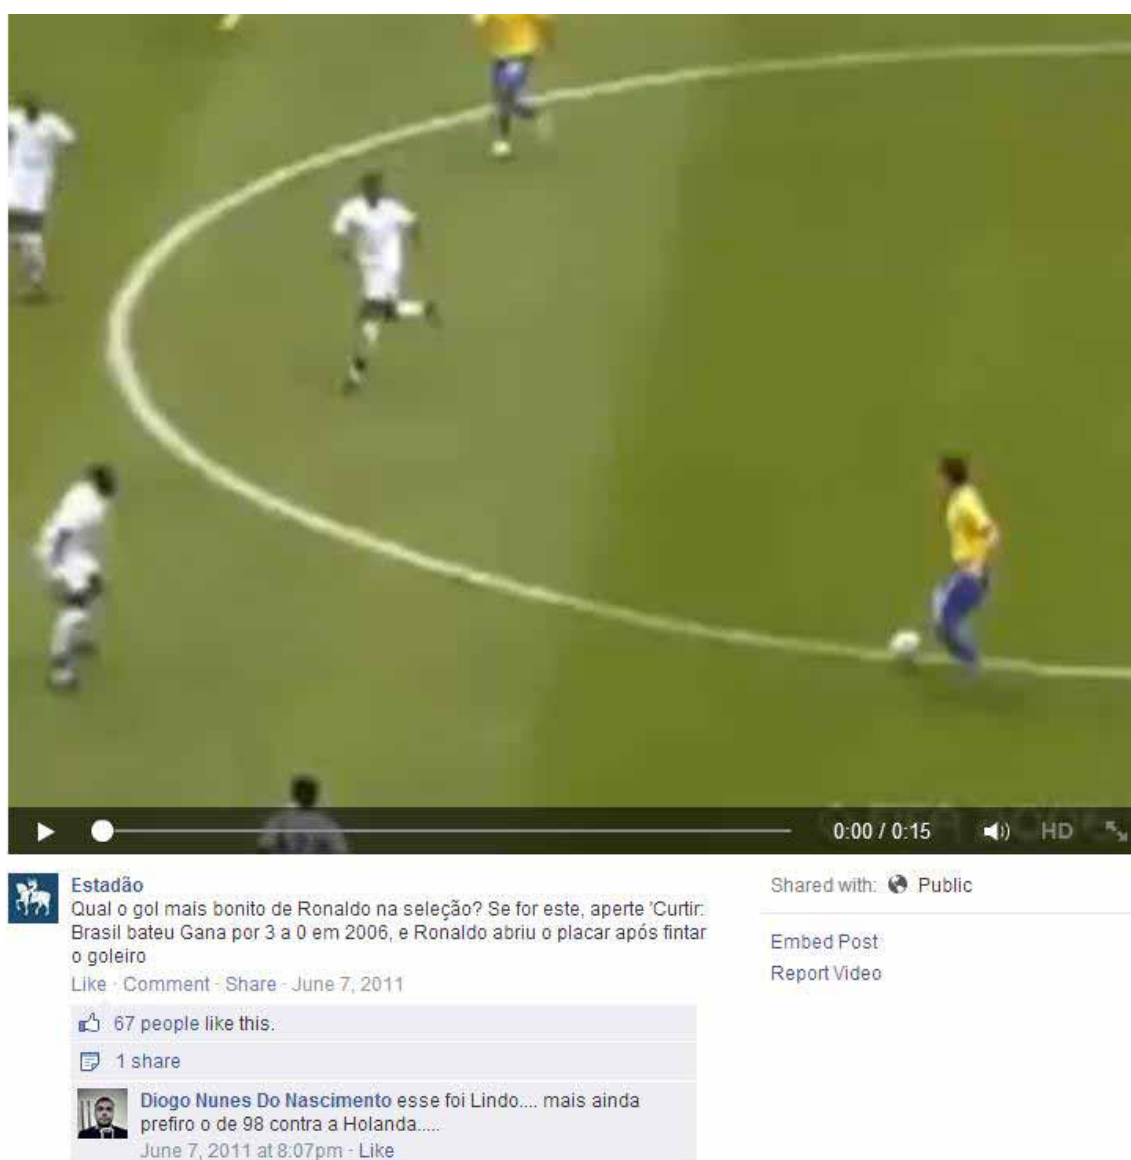 0:00 / 0:15 HD
Estadão
Shared with: Public
Qual o gol mais bonito de Ronaldo na seleção? Se for este, aperte 'Curtir:
Brasil bateu Gana por 3 a 0 em 2006, e Ronaldo abriu o placar após fintar
o goleiro
Like · Comment · Share · June 7, 2011
Embed Post
Report Video
67 people like this.
1 share
Diogo Nunes Do Nascimento esse foi Lindo.... mais ainda
prefiro o de 98 contra a Holanda.....
June 7, 2011 at 8:07pm · Like